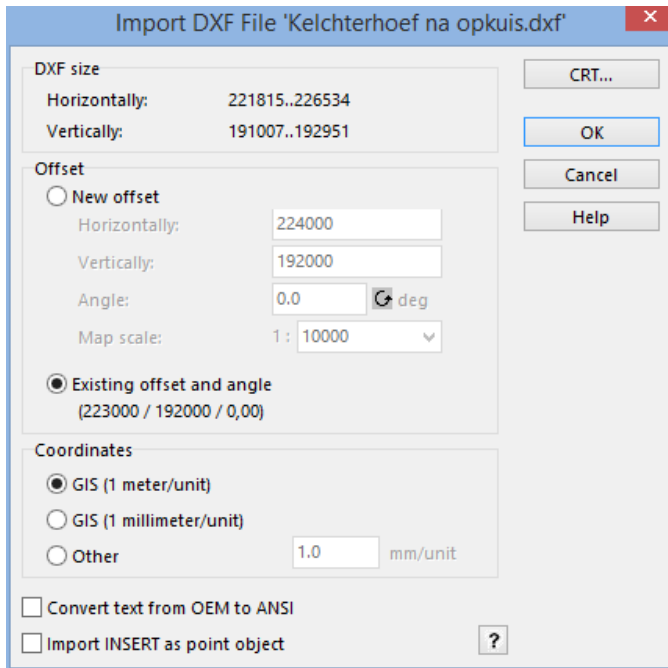 Import DXF File 'Kelchterhoef na opkuis.dxf'
DXF size
Horizontally: 221815..226534
Vertically: 191007..192951
CRT...
OK
Cancel
Help
Offset
New offset
Horizontally: 224000
Vertically: 192000
Angle: 0.0 deg
Map scale: 1 : 10000
Existing offset and angle
(223000 / 192000 / 0,00)
Coordinates
GIS (1 meter/unit)
GIS (1 millimeter/unit)
Other 1.0 mm/unit
Convert text from OEM to ANSI
Import INSERT as point object ?